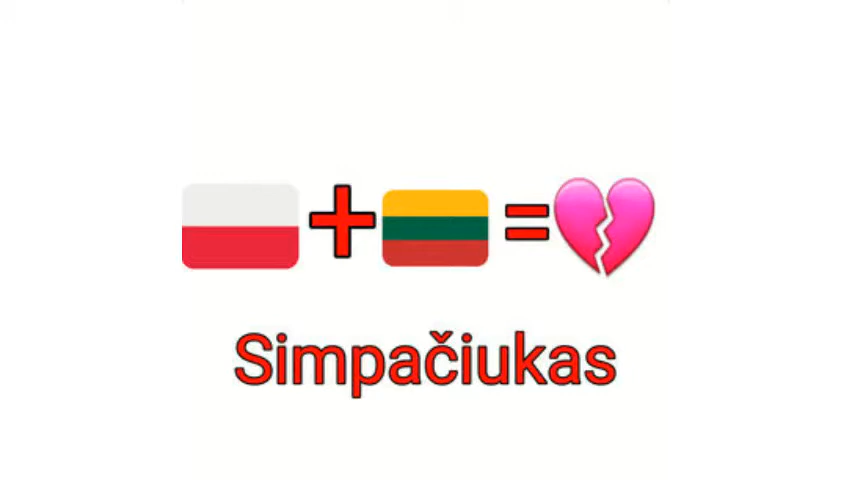 + =
Simpačiukas